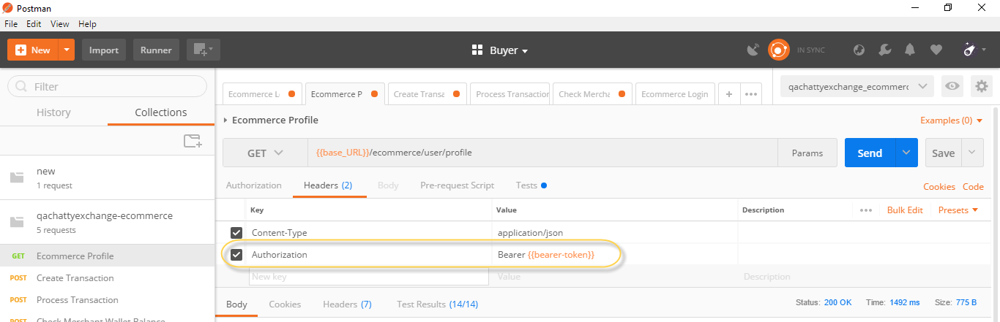 Postman
File Edit View Help
New Import Runner Buyer IN SYNC
Filter
History Collections
new
1 request
qachattyexchange-ecommerce
5 requests
GET Ecommerce Profile
POST Create Transaction
POST Process Transaction
Check Merchant Wallet Balance
Ecommerce L Ecommerce P Create Transa Process Transaction Check Mercha Ecommerce Login + •••
qachattyexchange_ecommerc
Ecommerce Profile Examples (0)
GET {{base_URL}}/ecommerce/user/profile Params Send Save
Authorization Headers (2) Body Pre-request Script Tests Cookies Code
Key Value Description ••• Bulk Edit Presets
Content-Type application/json
Authorization Bearer {{bearer-token}}
New key Value Description
Body Cookies Headers (7) Test Results (14/14) Status: 200 OK Time: 1492 ms Size: 775 B